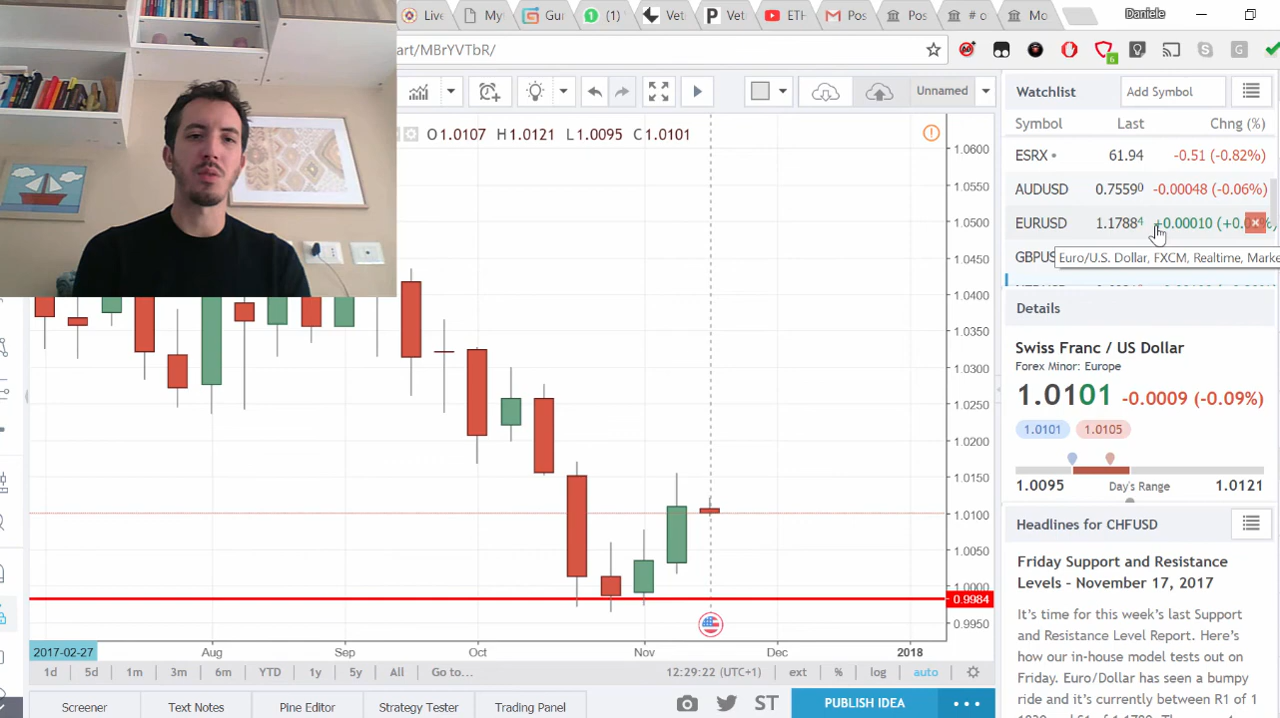 Live
My
Gur
(1)
Vet
Vet
ETH
Pos
Pos
# o
Mo
Daniele
art/MBrYVTbR/
6
Unnamed
Watchlist
Add Symbol
Symbol Last Chng (%)
O1.0107 H1.0121 L1.0095 C1.0101
ESRX 61.94 -0.51 (-0.82%)
AUDUSD 0.75590 -0.00048 (-0.06%)
EURUSD 1.17884 +0.00010 (+0.
GBPUS
Euro/U.S. Dollar, FXCM, Realtime, Marke
Details
Swiss Franc / US Dollar
Forex Minor: Europe
1.0101 -0.0009 (-0.09%)
1.0101 1.0105
1.0095 Day's Range 1.0121
Headlines for CHFUSD
Friday Support and Resistance
Levels - November 17, 2017
It's time for this week's last Support
and Resistance Level Report. Here's
how our in-house model tests out on
Friday. Euro/Dollar has seen a bumpy
ride and it's currently between R1 of 1
1.0600
1.0550
1.0500
1.0450
1.0400
1.0350
1.0300
1.0250
1.0200
1.0150
1.0100
1.0050
1.0000
0.9984
0.9950
2017-02-27 Aug Sep Oct Nov Dec 2018
1d 5d 1m 3m 6m YTD 1y 5y All Go to... 12:29:22 (UTC+1) ext % log auto
Screener Text Notes Pine Editor Strategy Tester Trading Panel ST PUBLISH IDEA